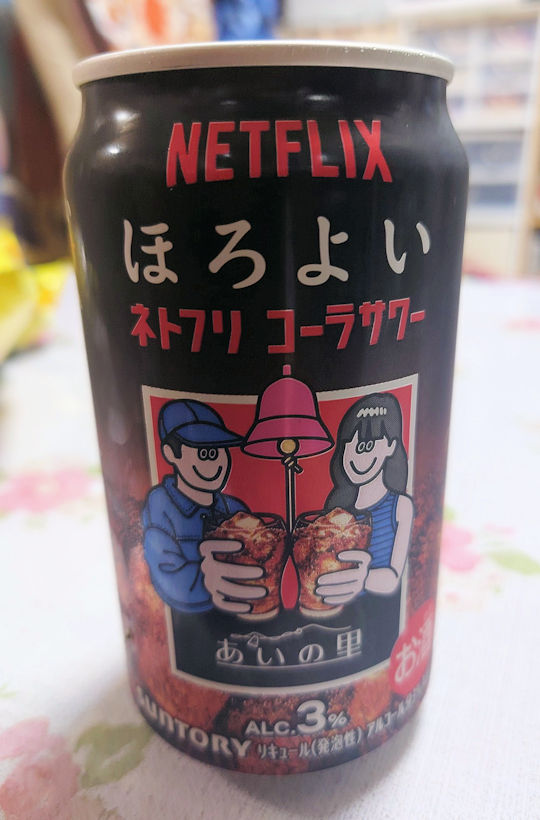 NETFLIX
ほろよい
ネトフリ コーラサワー
あいの里
お酒
SUNTORY
ALC.3%
リキュール(発泡性)